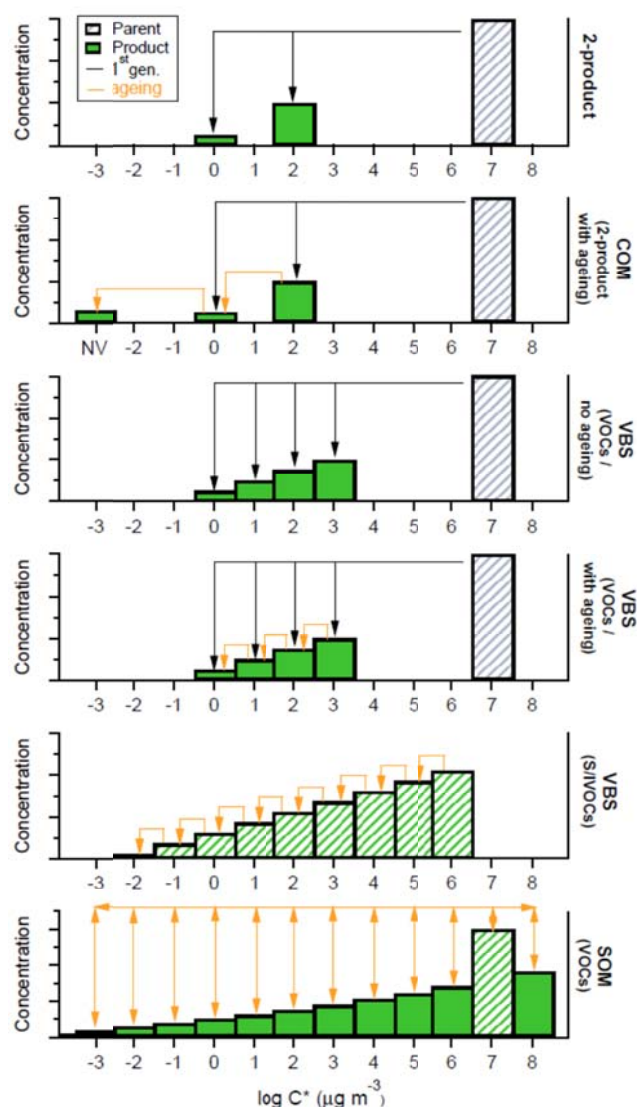 Parent
Product
1st gen.
ageing
Concentration
2-product
-3 -2 -1 0 1 2 3 4 5 6 7 8
Concentration
COM
(2-product
with ageing)
NV -2 -1 0 1 2 3 4 5 6 7 8
Concentration
VBS
(VOCs /
no ageing)
-3 -2 -1 0 1 2 3 4 5 6 7 8
Concentration
VBS
(VOCs /
with ageing)
-3 -2 -1 0 1 2 3 4 5 6 7 8
Concentration
VBS
(S/IVOCs)
-3 -2 -1 0 1 2 3 4 5 6 7 8
Concentration
SOM
(VOCs)
-3 -2 -1 0 1 2 3 4 5 6 7 8
log C* (μg m-3)